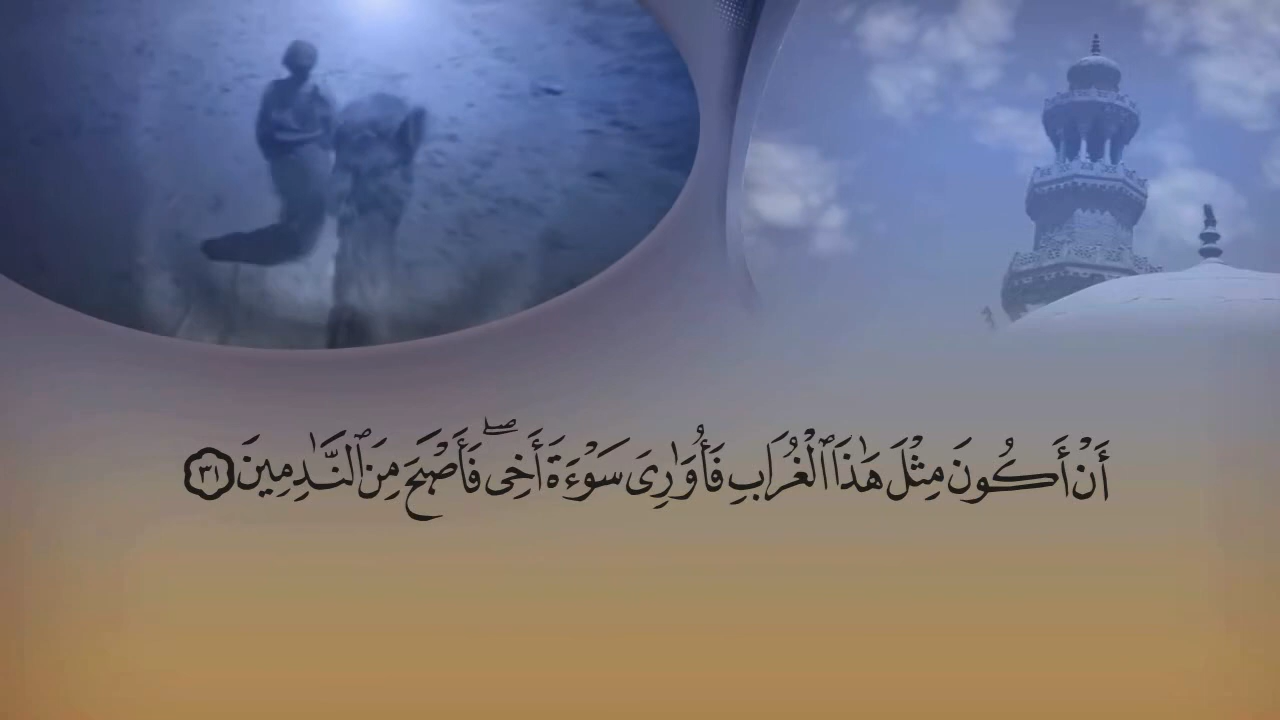 أَنْ أَكُونَ مِثْلَ هَٰذَا ٱلْغُرَابِ فَأُوَٰرِىَ سَوْءَةَ أَخِى ۖ فَأَصْبَحَ مِنَ ٱلنَّـٰدِمِينَ ٣١